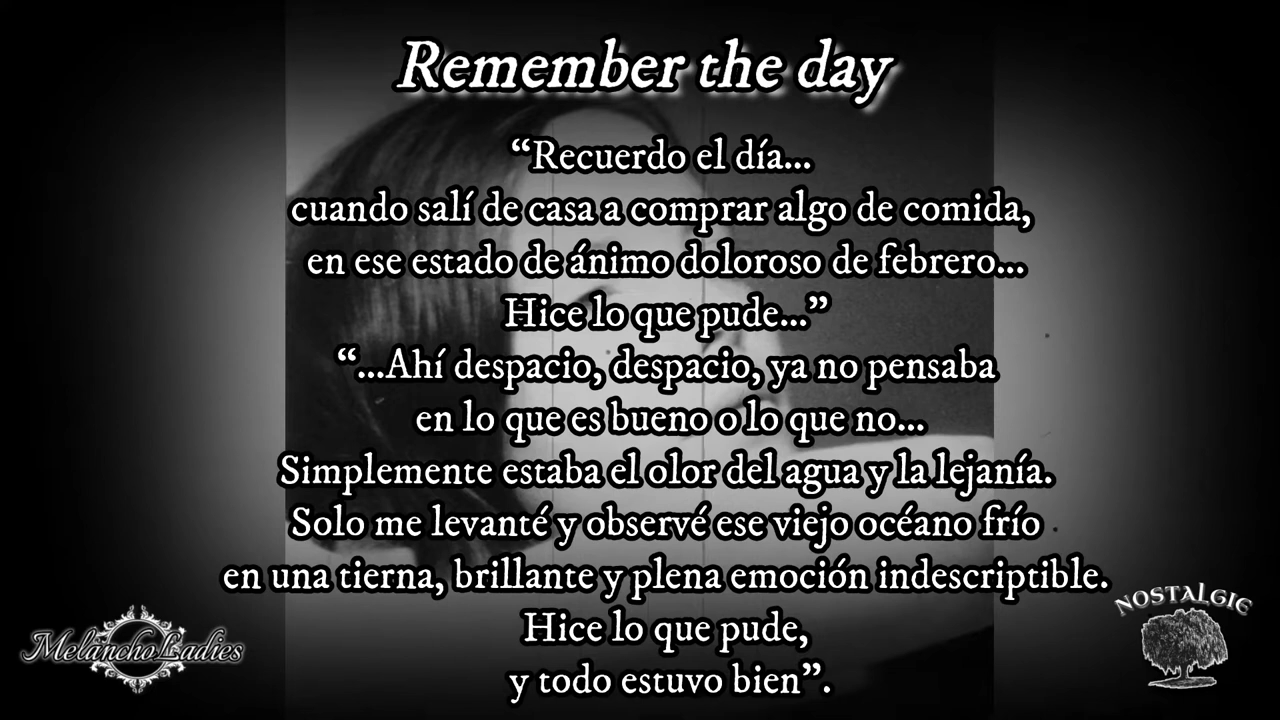 Remember the day
“Recuerdo el día...
cuando salí de casa a comprar algo de comida,
en ese estado de ánimo doloroso de febrero...
Hice lo que pude...”
“...Ahí despacio, despacio, ya no pensaba
en lo que es bueno o lo que no...
Simplemente estaba el olor del agua y la lejanía.
Solo me levanté y observé ese viejo océano frío
en una tierna, brillante y plena emoción indescriptible.
Hice lo que pude,
y todo estuvo bien”.
MelanchoLadies
NOSTALGIE